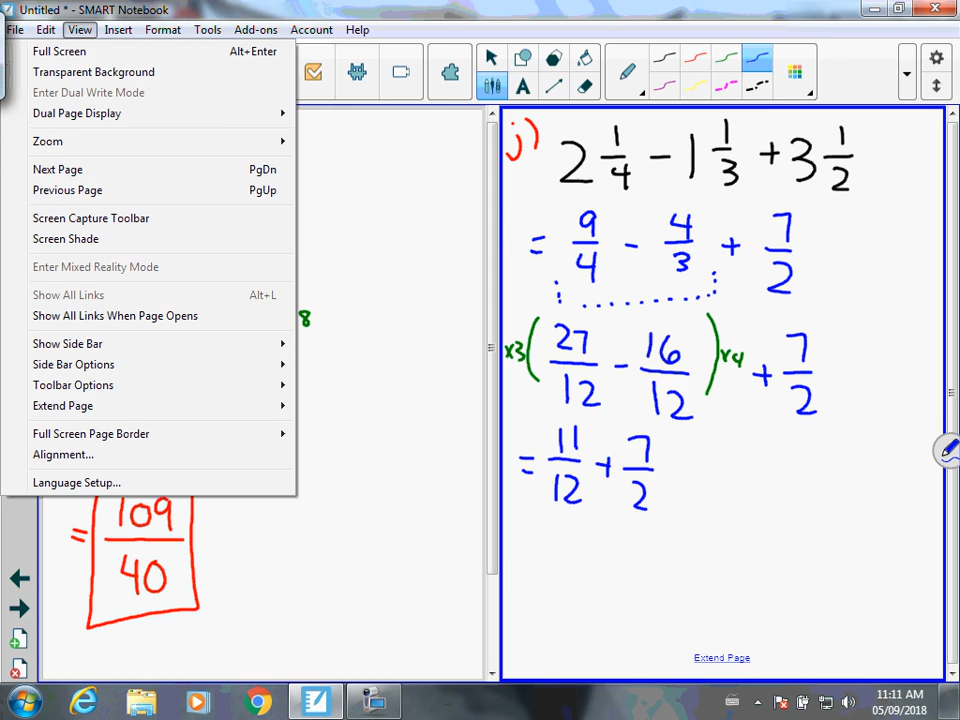 Untitled * - SMART Notebook
File Edit View Insert Format Tools Add-ons Account Help
Full Screen Alt+Enter
Transparent Background
Enter Dual Write Mode
Dual Page Display
Zoom
Next Page PgDn
Previous Page PgUp
Screen Capture Toolbar
Screen Shade
Enter Mixed Reality Mode
Show All Links Alt+L
Show All Links When Page Opens
Show Side Bar
Side Bar Options
Toolbar Options
Extend Page
Full Screen Page Border
Alignment...
Language Setup...
8
= 109/40
j) 2 1/4 - 1 1/3 + 3 1/2
= 9/4 - 4/3 + 7/2
x3 ( 27/12 - 16/12 ) x4 + 7/2
= 11/12 + 7/2
Extend Page
11:11 AM
05/09/2018